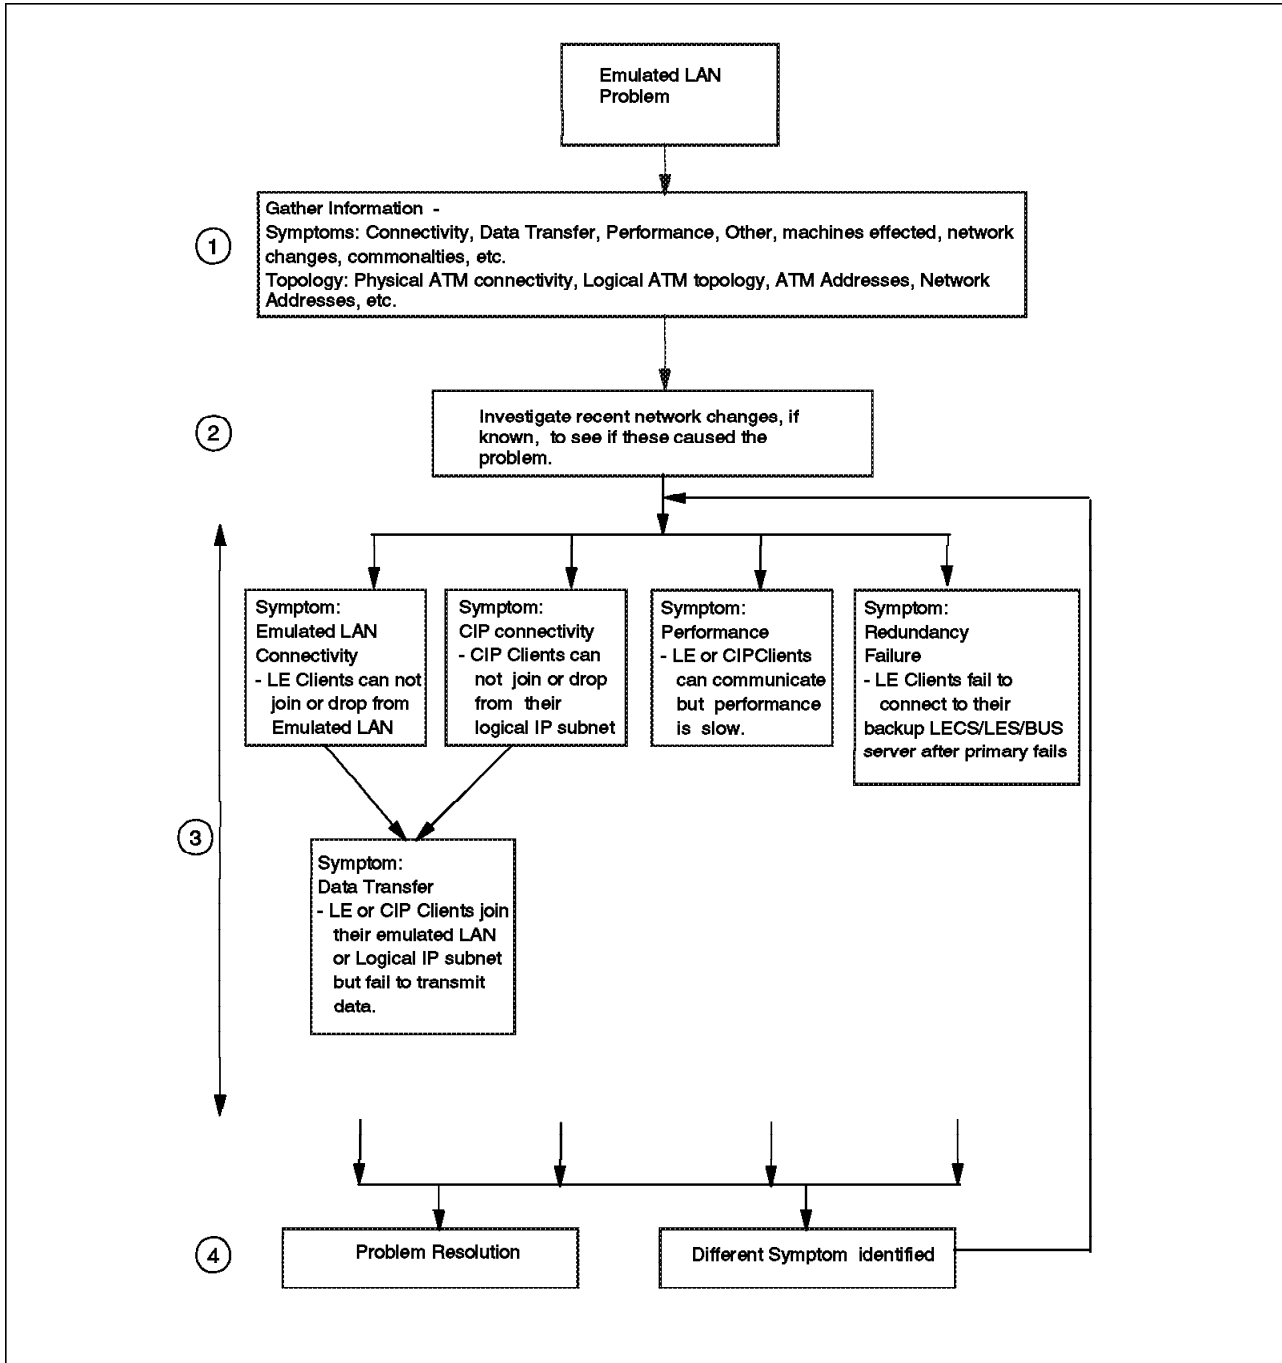 Emulated LAN
Problem
1
Gather Information -
Symptoms: Connectivity, Data Transfer, Performance, Other, machines effected, network
changes, commonalties, etc.
Topology: Physical ATM connectivity, Logical ATM topology, ATM Addresses, Network
Addresses, etc.
2
Investigate recent network changes, if
known, to see if these caused the
problem.
3
Symptom:
Emulated LAN
Connectivity
- LE Clients can not
join or drop from
Emulated LAN
Symptom:
CIP connectivity
- CIP Clients can
not join or drop
from their
logical IP subnet
Symptom:
Performance
- LE or CIPClients
can communicate
but performance
is slow.
Symptom:
Redundancy
Failure
- LE Clients fail to
connect to their
backup LECS/LES/BUS
server after primary fails
Symptom:
Data Transfer
- LE or CIP Clients join
their emulated LAN
or Logical IP subnet
but fail to transmit
data.
4
Problem Resolution
Different Symptom identified